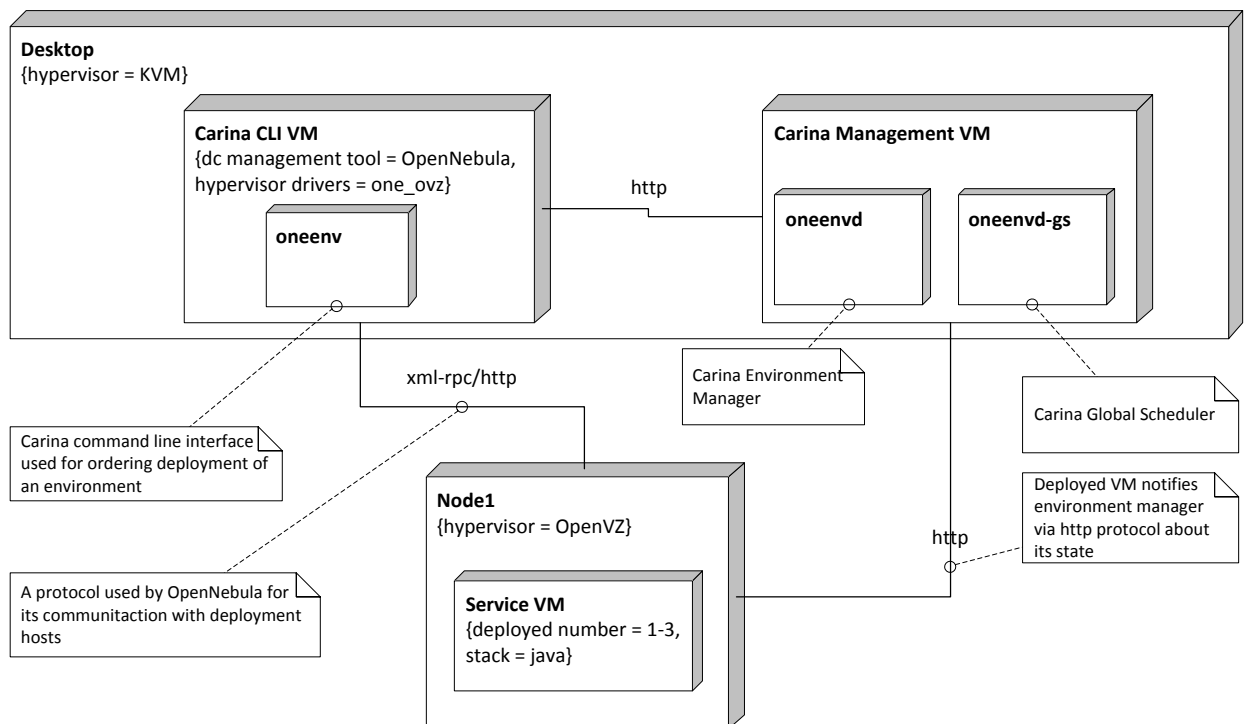 Desktop
{hypervisor = KVM}
Carina CLI VM
{dc management tool = OpenNebula,
hypervisor drivers = one_ovz}
oneenv
http
Carina Management VM
oneenvd
oneenvd-gs
xml-rpc/http
Carina Environment
Manager
Carina Global Scheduler
Carina command line interface
used for ordering deployment of
an environment
Node1
{hypervisor = OpenVZ}
http
Deployed VM notifies
environment manager
via http protocol about
its state
A protocol used by OpenNebula for
its communitaction with deployment
hosts
Service VM
{deployed number = 1-3,
stack = java}